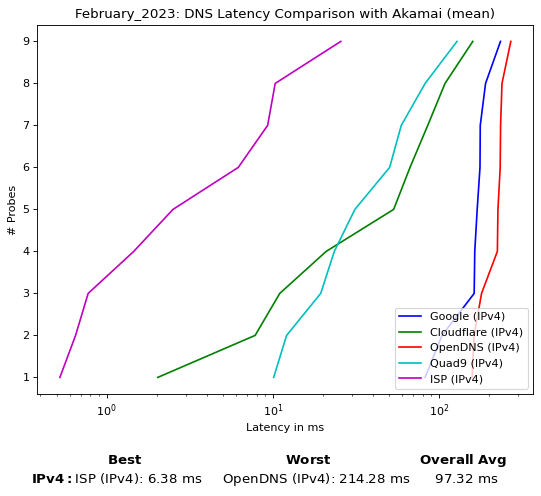 February_2023: DNS Latency Comparison with Akamai (mean)
# Probes
9
8
7
6
5
4
3
2
1
Google (IPv4)
Cloudflare (IPv4)
OpenDNS (IPv4)
Quad9 (IPv4)
ISP (IPv4)
10⁰ 10¹ 10²
Latency in ms
Best Worst Overall Avg
IPv4: ISP (IPv4): 6.38 ms OpenDNS (IPv4): 214.28 ms 97.32 ms